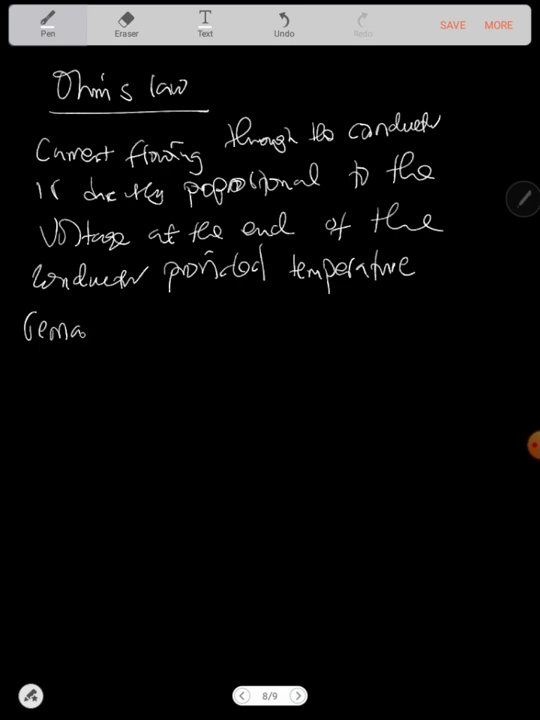 Pen Eraser Text Undo Redo SAVE MORE
Ohm's law
Current flowing through the conductor
is directly proportional to the
Voltage at the end of the
conductor provided temperature
rema
8/9